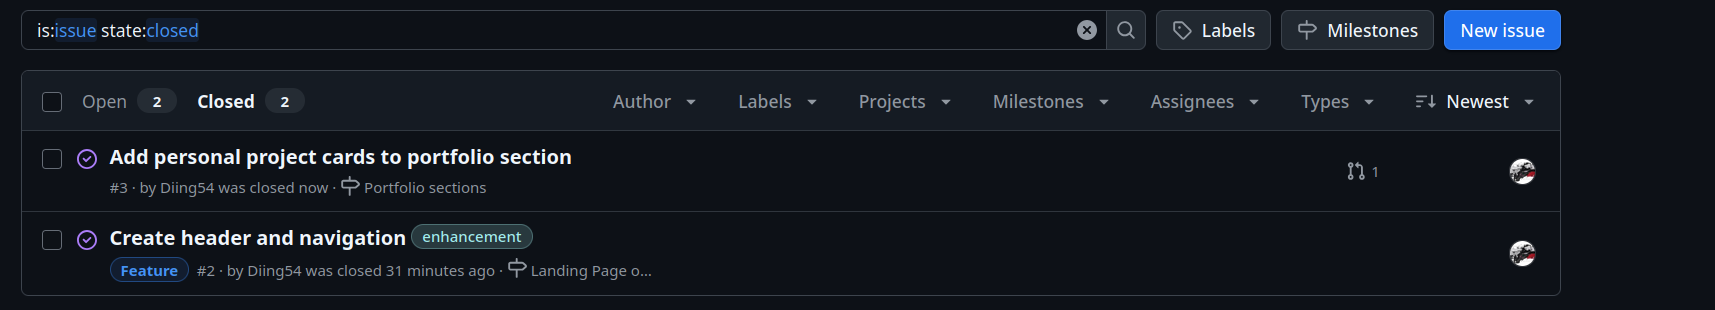 is:issue state:closed
Labels
Milestones
New issue
Open 2 Closed 2
Author Labels Projects Milestones Assignees Types Newest
Add personal project cards to portfolio section
1
#3 · by Diing54 was closed now · Portfolio sections
Create header and navigation enhancement
Feature #2 · by Diing54 was closed 31 minutes ago · Landing Page o...